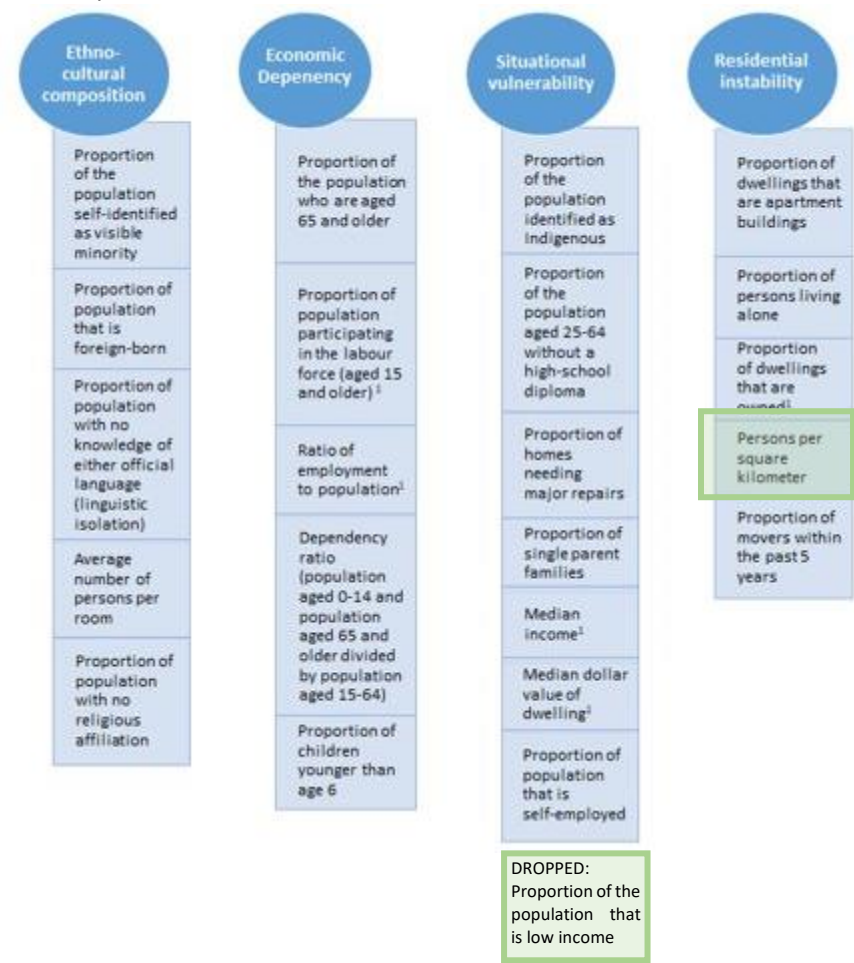 Ethno-
cultural
composition
Proportion
of the
population
self-identified
as visible
minority
Proportion of
population
that is
foreign-born
Proportion of
population
with no
knowledge of
either official
language
(linguistic
isolation)
Average
number of
persons per
room
Proportion of
population
with no
religious
affiliation
Economic
Depenency
Proportion of
the population
who are aged
65 and older
Proportion of
population
participating
in the labour
force (aged 15
and older) 1
Ratio of
employment
to population1
Dependency
ratio
(population
aged 0-14 and
population
aged 65 and
older divided
by population
aged 15-64)
Proportion of
children
younger than
age 6
Situational
vulnerability
Proportion
of the
population
identified as
Indigenous
Proportion
of the
population
aged 25-64
without a
high-school
diploma
Proportion of
homes
needing
major repairs
Proportion of
single parent
families
Median
income1
Median dollar
value of
dwelling1
Proportion of
population
that is
self-employed
DROPPED:
Proportion of the
population that
is low income
Residential
instability
Proportion of
dwellings that
are apartment
buildings
Proportion of
persons living
alone
Proportion
of dwellings
that are
owned1
Persons per
square
kilometer
Proportion of
movers within
the past 5
years